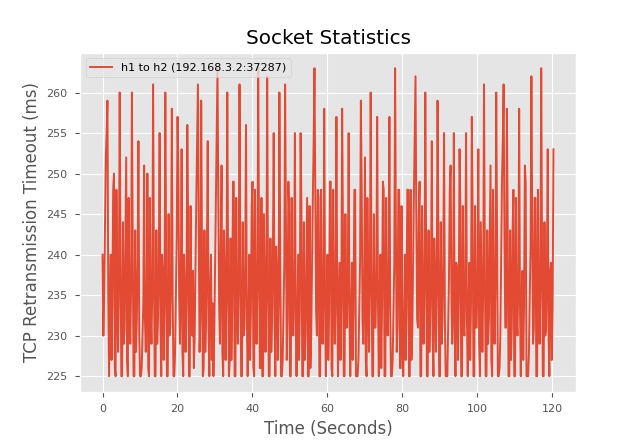 Socket Statistics
h1 to h2 (192.168.3.2:37287)
TCP Retransmission Timeout (ms)
260
255
250
245
240
235
230
225
0 20 40 60 80 100 120
Time (Seconds)